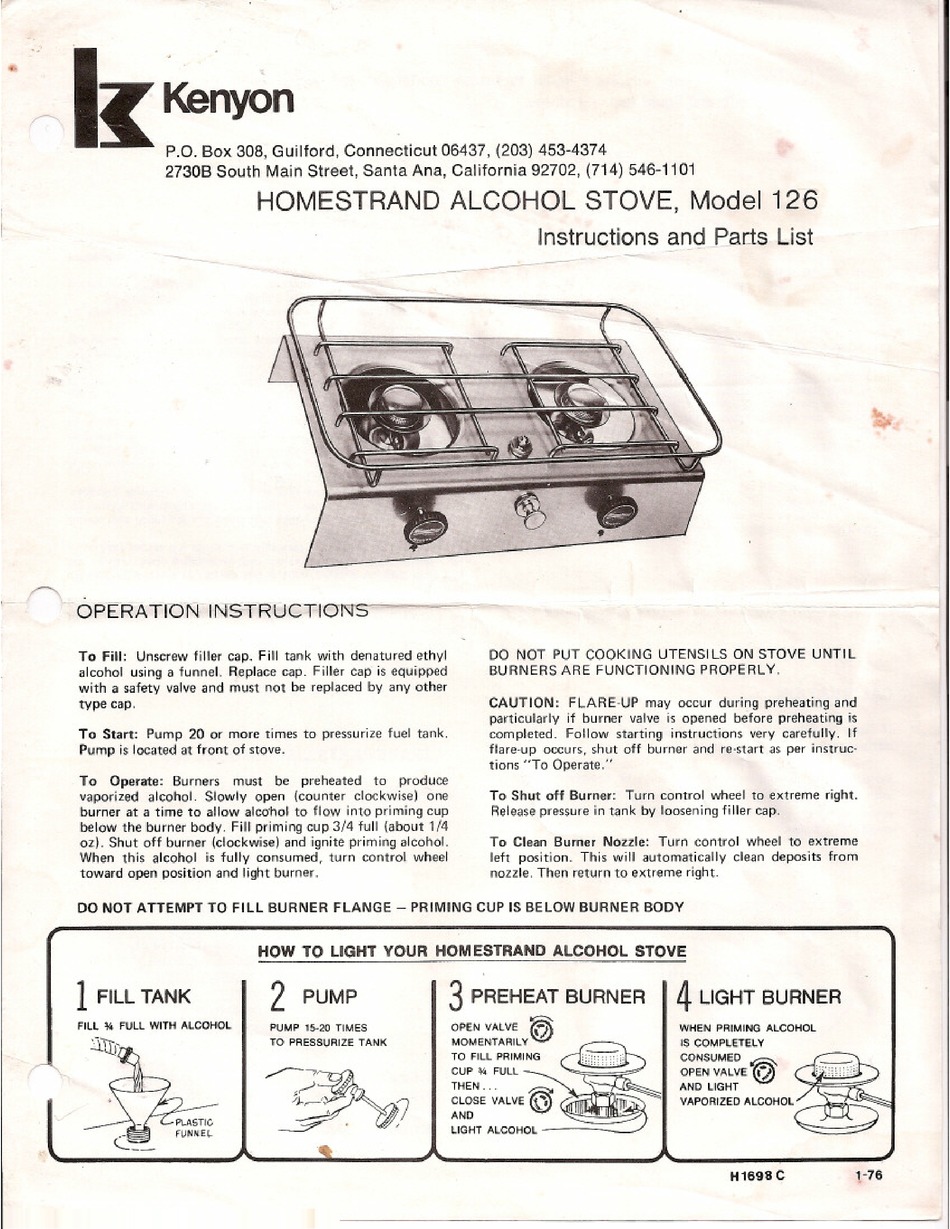 Kenyon
P.O. Box 308, Guilford, Connecticut 06437, (203) 453-4374
2730B South Main Street, Santa Ana, California 92702, (714) 546-1101
HOMESTRAND ALCOHOL STOVE, Model 126
Instructions and Parts List
OPERATION INSTRUCTIONS
To Fill: Unscrew filler cap. Fill tank with denatured ethyl
alcohol using a funnel. Replace cap. Filler cap is equipped
with a safety valve and must not be replaced by any other
type cap.
To Start: Pump 20 or more times to pressurize fuel tank.
Pump is located at front of stove.
To Operate: Burners must be preheated to produce
vaporized alcohol. Slowly open (counter clockwise) one
burner at a time to allow alcohol to flow into priming cup
below the burner body. Fill priming cup 3/4 full (about 1/4
oz). Shut off burner (clockwise) and ignite priming alcohol.
When this alcohol is fully consumed, turn control wheel
toward open position and light burner.
DO NOT PUT COOKING UTENSILS ON STOVE UNTIL
BURNERS ARE FUNCTIONING PROPERLY.
CAUTION: FLARE-UP may occur during preheating and
particularly if burner valve is opened before preheating is
completed. Follow starting instructions very carefully. If
flare-up occurs, shut off burner and re-start as per instruc-
tions "To Operate."
To Shut off Burner: Turn control wheel to extreme right.
Release pressure in tank by loosening filler cap.
To Clean Burner Nozzle: Turn control wheel to extreme
left position. This will automatically clean deposits from
nozzle. Then return to extreme right.
DO NOT ATTEMPT TO FILL BURNER FLANGE – PRIMING CUP IS BELOW BURNER BODY
HOW TO LIGHT YOUR HOMESTRAND ALCOHOL STOVE
1 FILL TANK
FILL ¾ FULL WITH ALCOHOL
PLASTIC
FUNNEL
2 PUMP
PUMP 15-20 TIMES
TO PRESSURIZE TANK
3 PREHEAT BURNER
OPEN VALVE
MOMENTARILY
TO FILL PRIMING
CUP ¾ FULL
THEN...
CLOSE VALVE
AND
LIGHT ALCOHOL
4 LIGHT BURNER
WHEN PRIMING ALCOHOL
IS COMPLETELY
CONSUMED
OPEN VALVE
AND LIGHT
VAPORIZED ALCOHOL
H1698C 1-76